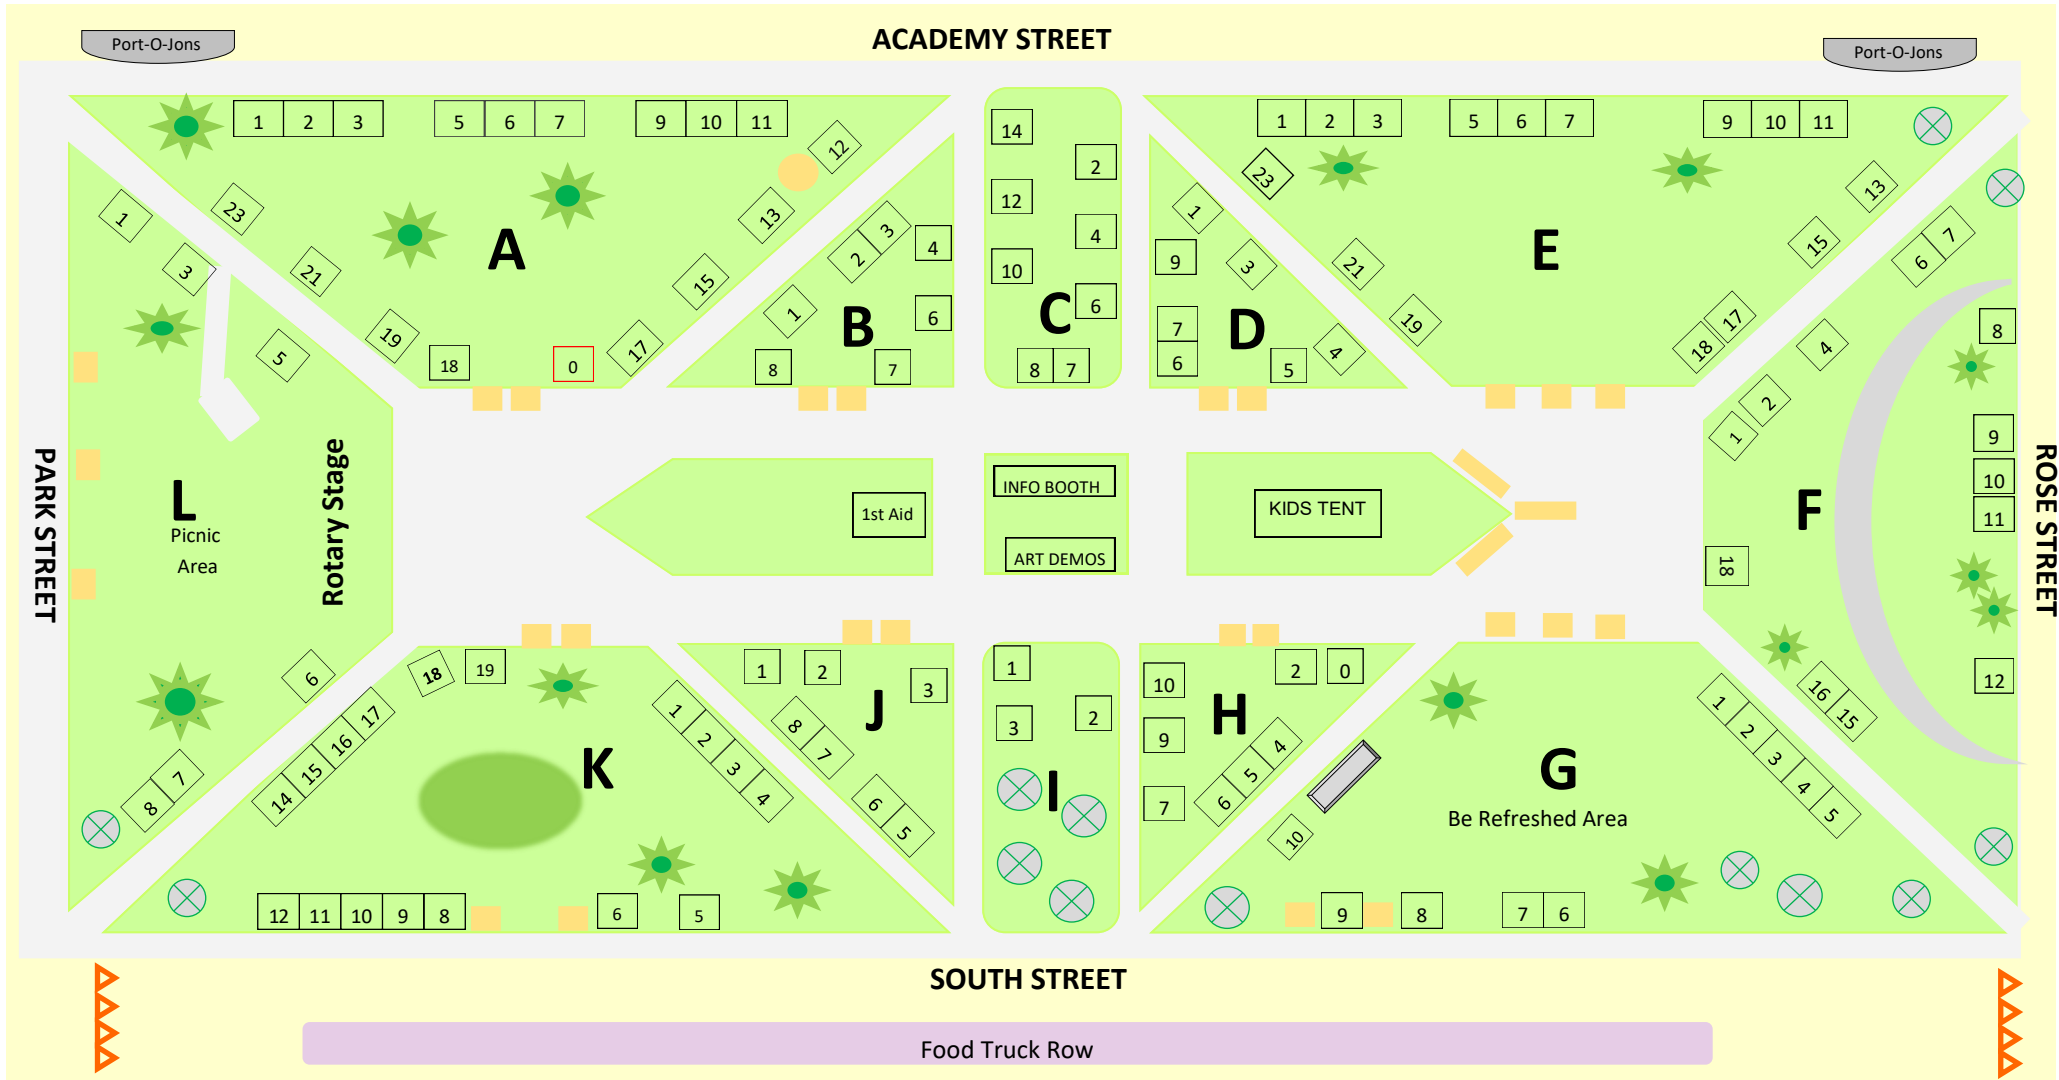 ACADEMY STREET
Port-O-Jons
Port-O-Jons
1 2 3
5 6 7
9 10 11
12
13
15
17
0
18
19
21
23
A
1
2 3
4
6
7
8
B
14
12
10
2
4
6
8 7
C
1
3
4
5
6
7
9
D
1 2 3
5 6 7
9 10 11
13
15
17
18
19
21
23
E
1
2
4
6 7
8
9
10
11
12
15
16
18
F
ROSE STREET
PARK STREET
1
3
5
6
7
8
L
Picnic
Area
Rotary Stage
1st Aid
INFO BOOTH
ART DEMOS
KIDS TENT
18
19
14 15 16 17
1 2 3 4
K
12 11 10 9 8
6
5
1
2
3
8 7
6 5
J
1
3
2
I
10
9
7
2
0
6 5 4
H
1 2 3 4 5
G
Be Refreshed Area
10
9
8
7 6
SOUTH STREET
Food Truck Row